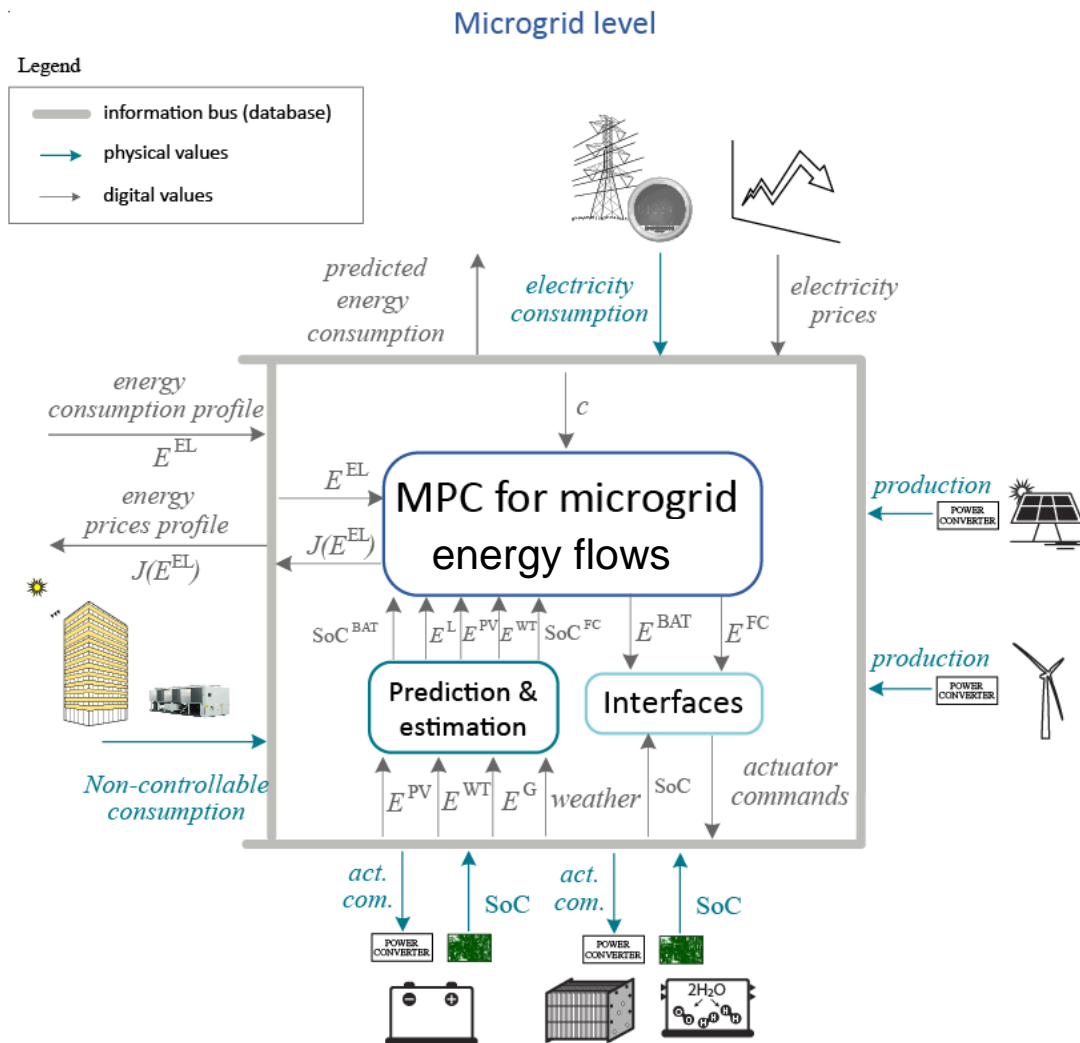 Microgrid level
Legend
information bus (database)
physical values
digital values
predicted
energy
consumption
electricity
consumption
electricity
prices
energy
consumption profile
E^EL
energy
prices profile
J(E^EL)
c
E^EL
J(E^EL)
MPC for microgrid
energy flows
production
POWER
CONVERTER
production
POWER
CONVERTER
SoC^BAT
E^L
E^PV
E^WT
SoC^FC
E^BAT
E^FC
Prediction &
estimation
Interfaces
Non-controllable
consumption
E^PV
E^WT
E^G
weather
SoC
actuator
commands
act.
com.
SoC
act.
com.
SoC
POWER
CONVERTER
POWER
CONVERTER
2H₂O
O
O
H
H
H
H